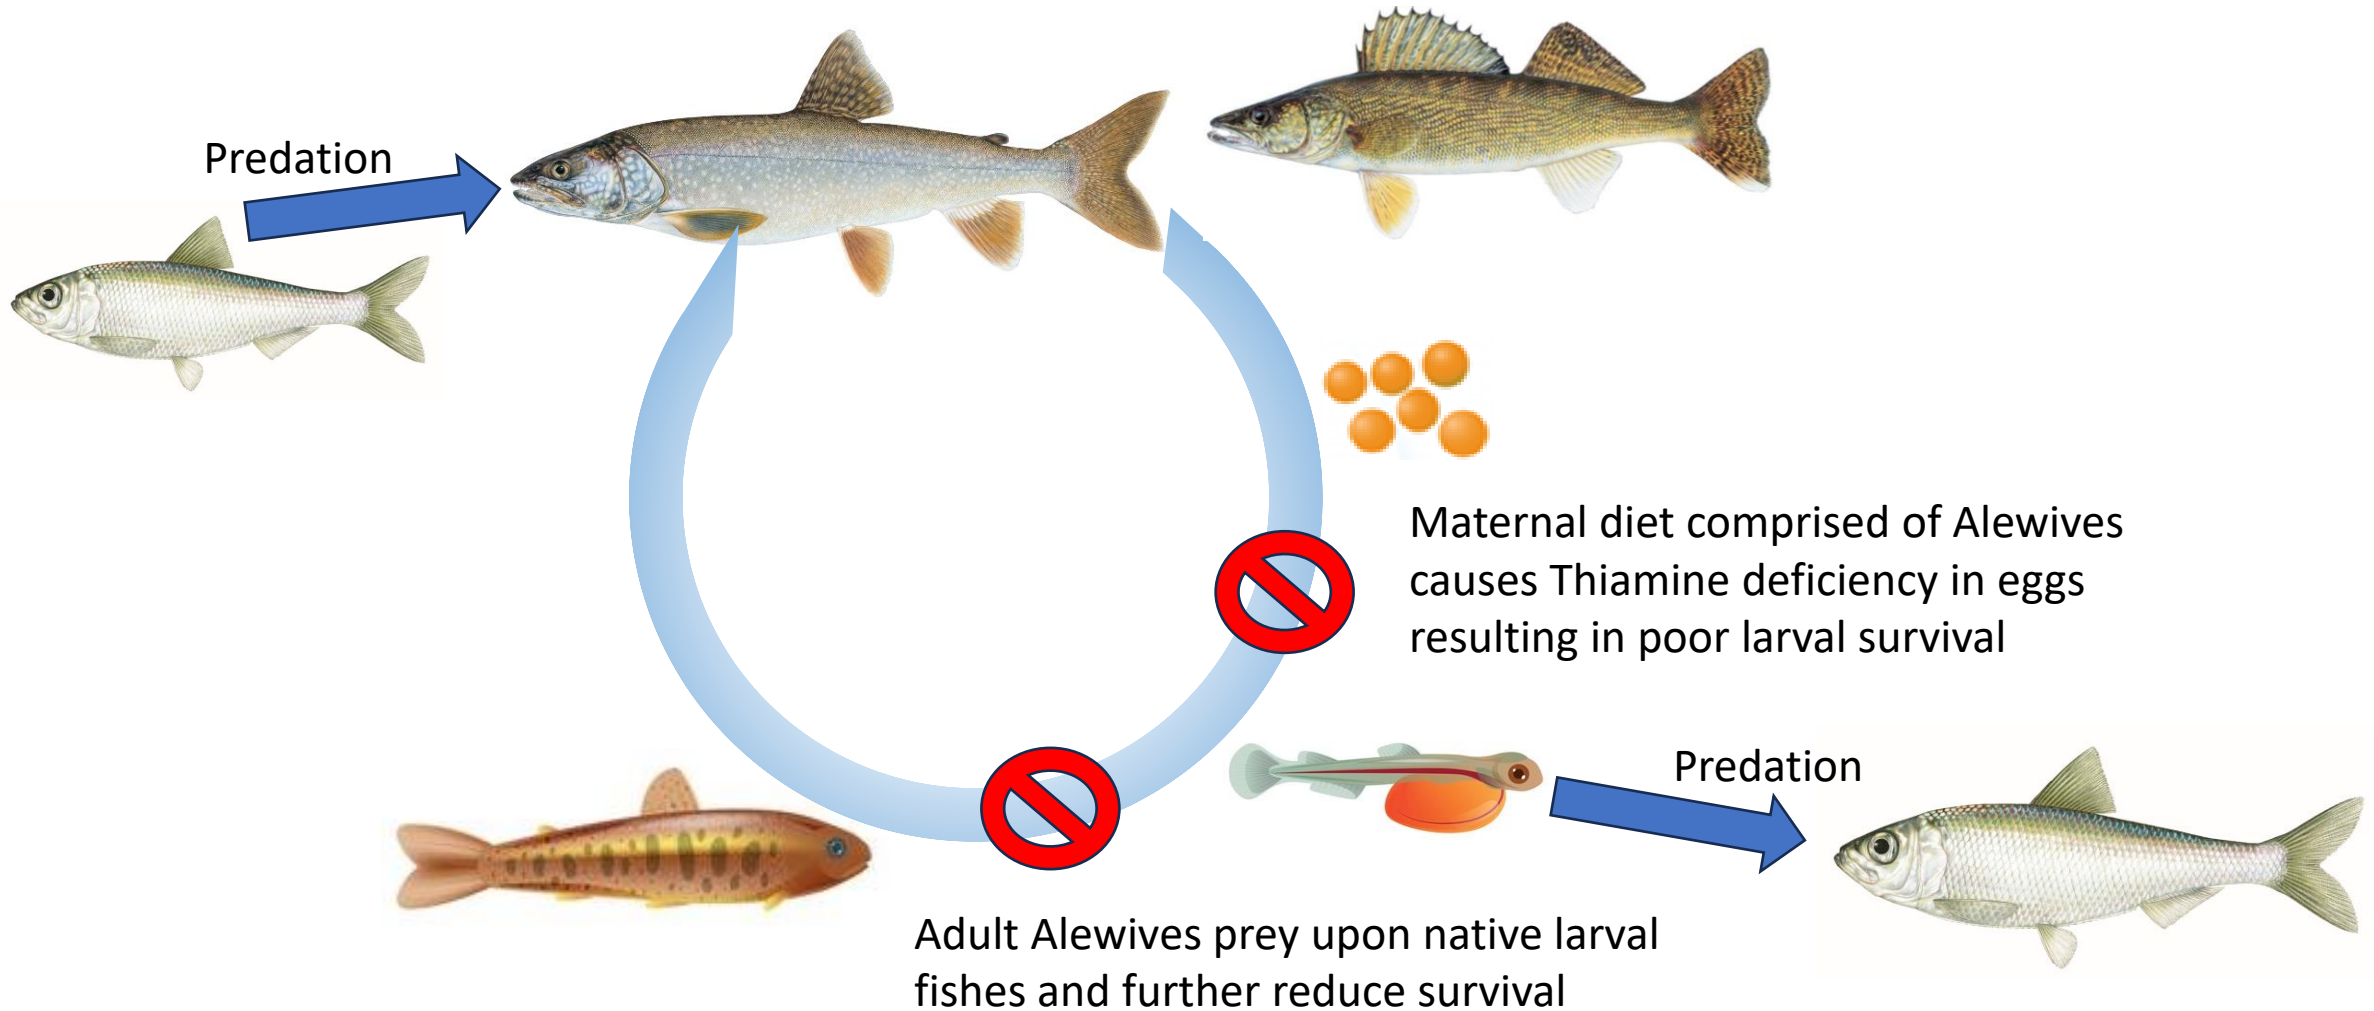 Predation
Maternal diet comprised of Alewives
causes Thiamine deficiency in eggs
resulting in poor larval survival
Predation
Adult Alewives prey upon native larval
fishes and further reduce survival